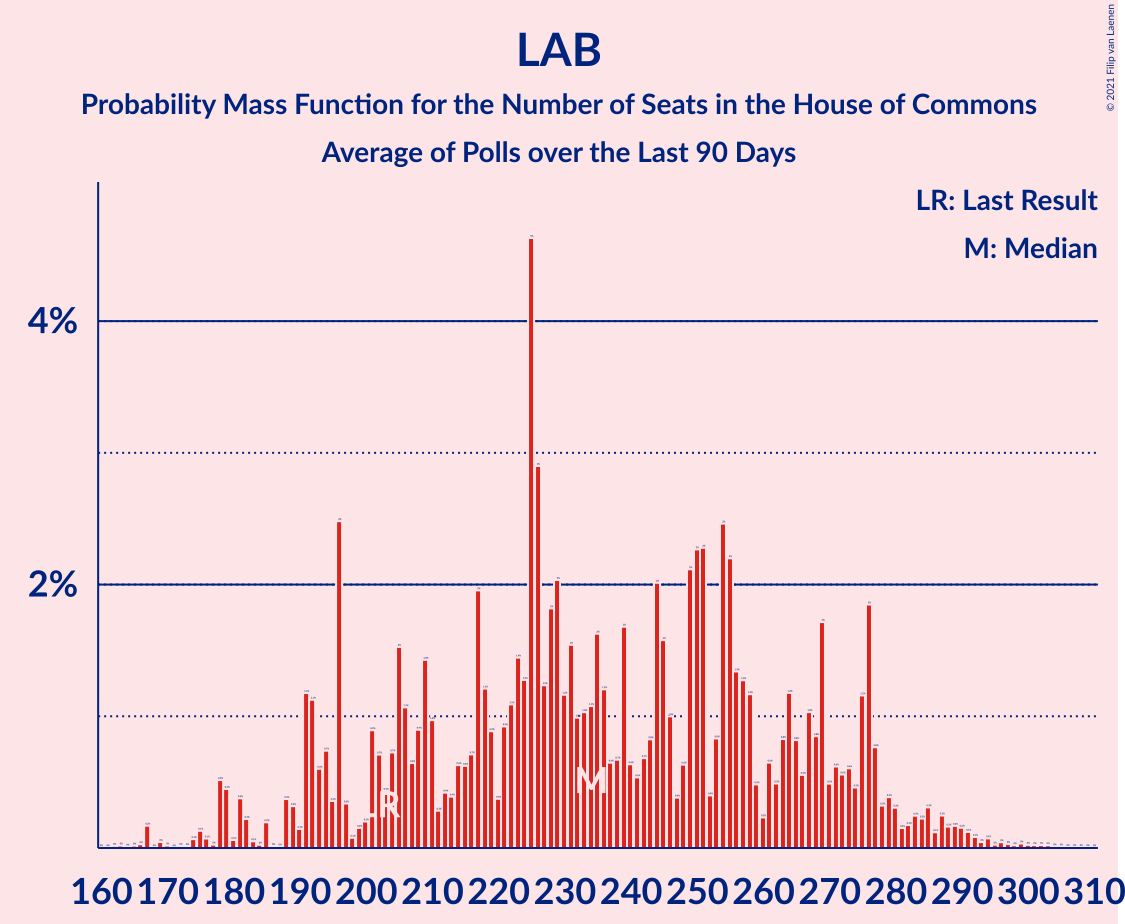 LAB
Probability Mass Function for the Number of Seats in the House of Commons
Average of Polls over the Last 90 Days
© 2021 Filip van Laenen
LR: Last Result
M: Median
4%
2%
LR
M
160 170 180 190 200 210 220 230 240 250 260 270 280 290 300 310